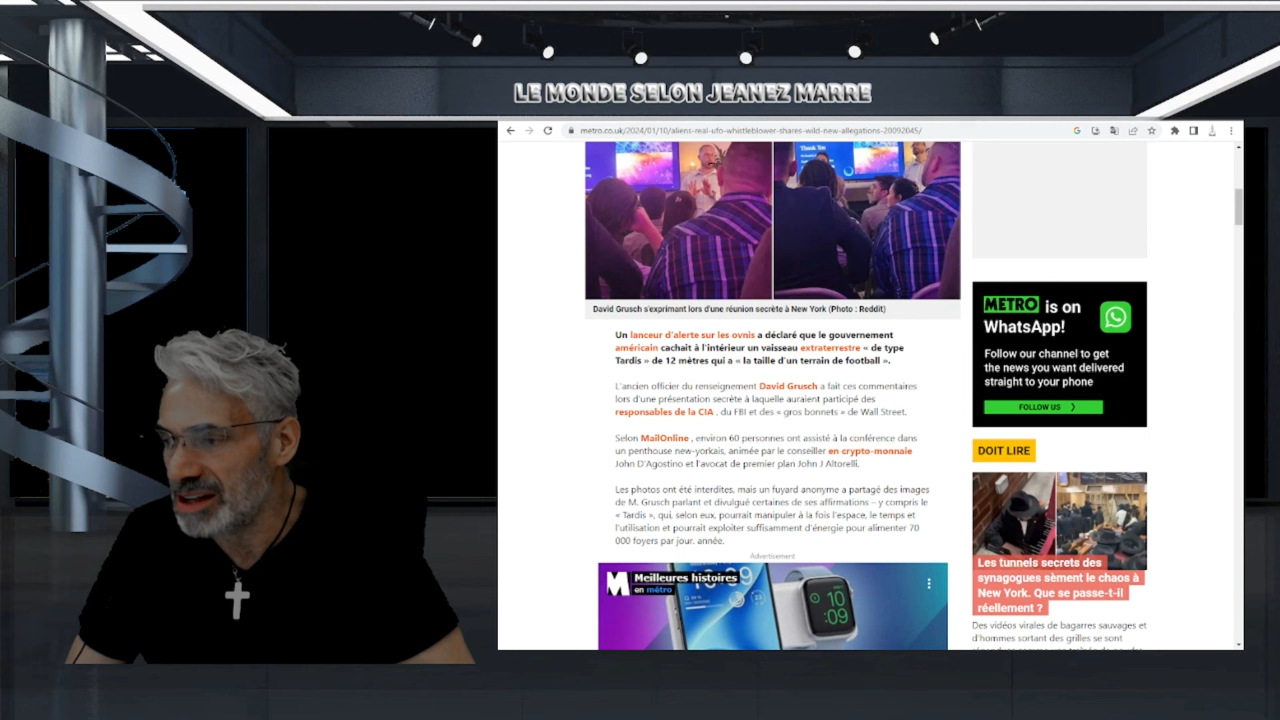 LE MONDE SELON JEANEZ MARRE
metro.co.uk/2024/01/10/aliens-real-ufo-whistleblower-shares-wild-new-allegations-20092045/
Thank You
David Grusch s'exprimant lors d'une réunion secrète à New York (Photo : Reddit)
Un lanceur d'alerte sur les ovnis a déclaré que le gouvernement
américain cachait à l'intérieur un vaisseau extraterrestre « de type
Tardis » de 12 mètres qui a « la taille d'un terrain de football ».
L'ancien officier du renseignement David Grusch a fait ces commentaires
lors d'une présentation secrète à laquelle auraient participé des
responsables de la CIA , du FBI et des « gros bonnets » de Wall Street.
Selon MailOnline , environ 60 personnes ont assisté à la conférence dans
un penthouse new-yorkais, animée par le conseiller en crypto-monnaie
John D'Agostino et l'avocat de premier plan John J Altorelli.
Les photos ont été interdites, mais un fuyard anonyme a partagé des images
de M. Grusch parlant et divulgué certaines de ses affirmations – y compris le
« Tardis », qui, selon eux, pourrait manipuler à la fois l'espace, le temps et
l'utilisation et pourrait exploiter suffisamment d'énergie pour alimenter 70
000 foyers par jour. année.
Advertisement
Meilleures histoires
en métro
10
:09
METRO is on
WhatsApp!
Follow our channel to get
the news you want delivered
straight to your phone
FOLLOW US
DOIT LIRE
Les tunnels secrets des
synagogues sèment le chaos à
New York. Que se passe-t-il
réellement ?
Des vidéos virales de bagarres sauvages et
d'hommes sortant des grilles se sont